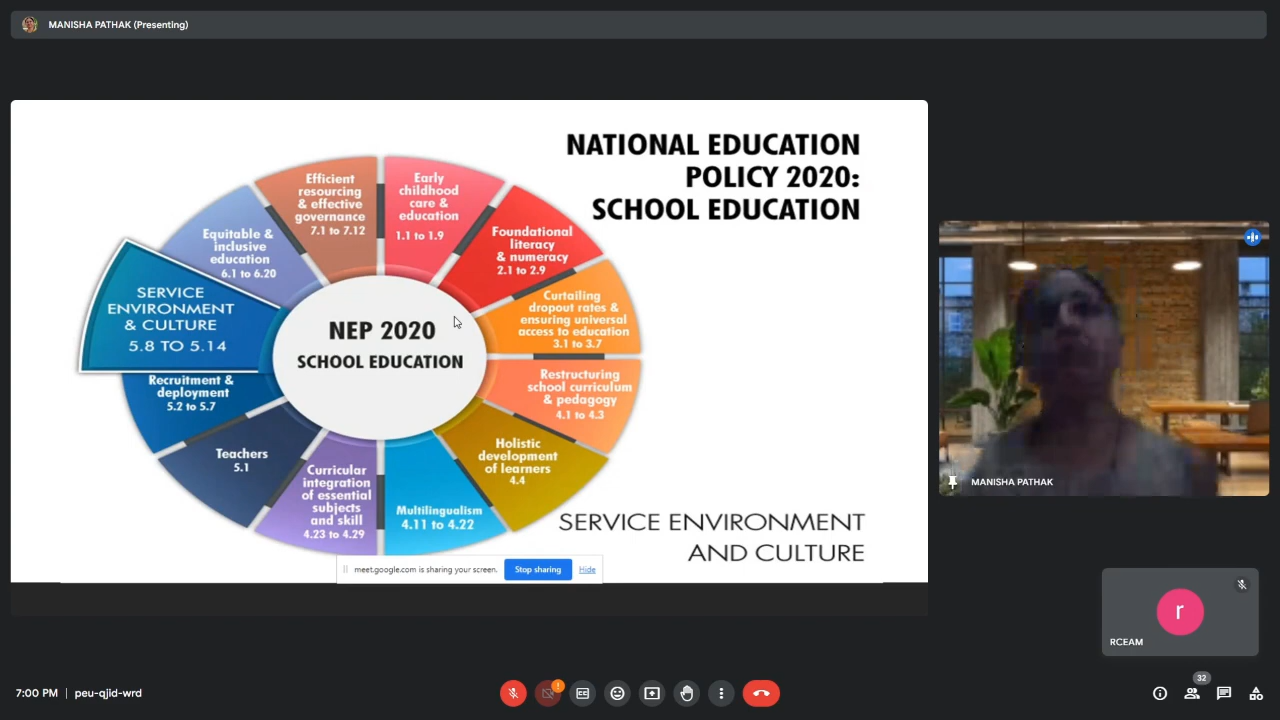 MANISHA PATHAK (Presenting)
NATIONAL EDUCATION
POLICY 2020:
SCHOOL EDUCATION
Efficient
resourcing
& effective
governance
7.1 to 7.12
Early
childhood
care &
education
1.1 to 1.9
Foundational
literacy
& numeracy
2.1 to 2.9
Curtailing
dropout rates &
ensuring universal
access to education
3.1 to 3.7
Restructuring
school curriculum
& pedagogy
4.1 to 4.3
Holistic
development
of learners
4.4
Multilingualism
4.11 to 4.22
Curricular
integration
of essential
subjects
and skill
4.23 to 4.29
Teachers
5.1
Recruitment &
deployment
5.2 to 5.7
SERVICE
ENVIRONMENT
& CULTURE
5.8 TO 5.14
Equitable &
inclusive
education
6.1 to 6.20
NEP 2020
SCHOOL EDUCATION
SERVICE ENVIRONMENT
AND CULTURE
meet.google.com is sharing your screen.
Stop sharing
Hide
MANISHA PATHAK
r
RCEAM
7:00 PM | peu-qjid-wrd
!
32